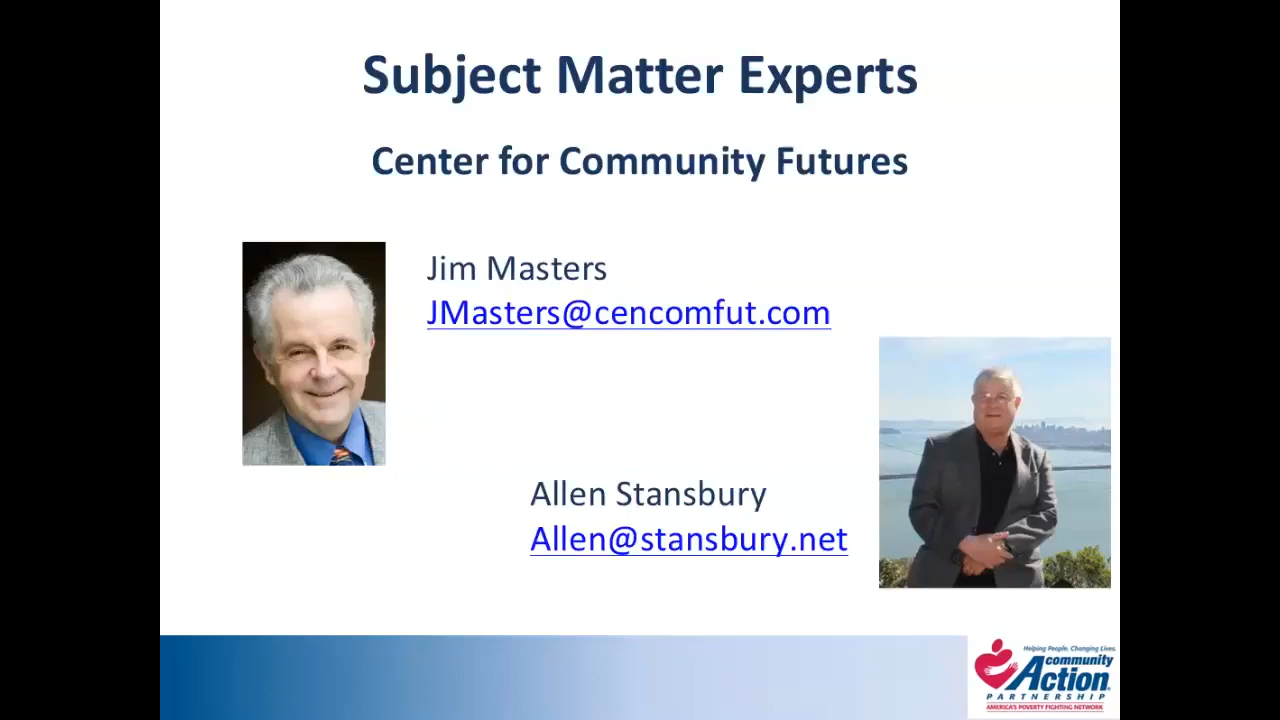 Subject Matter Experts
Center for Community Futures
Jim Masters
JMasters@cencomfut.com
Allen Stansbury
Allen@stansbury.net
Helping People. Changing Lives.
community
Action
PARTNERSHIP
AMERICA'S POVERTY FIGHTING NETWORK